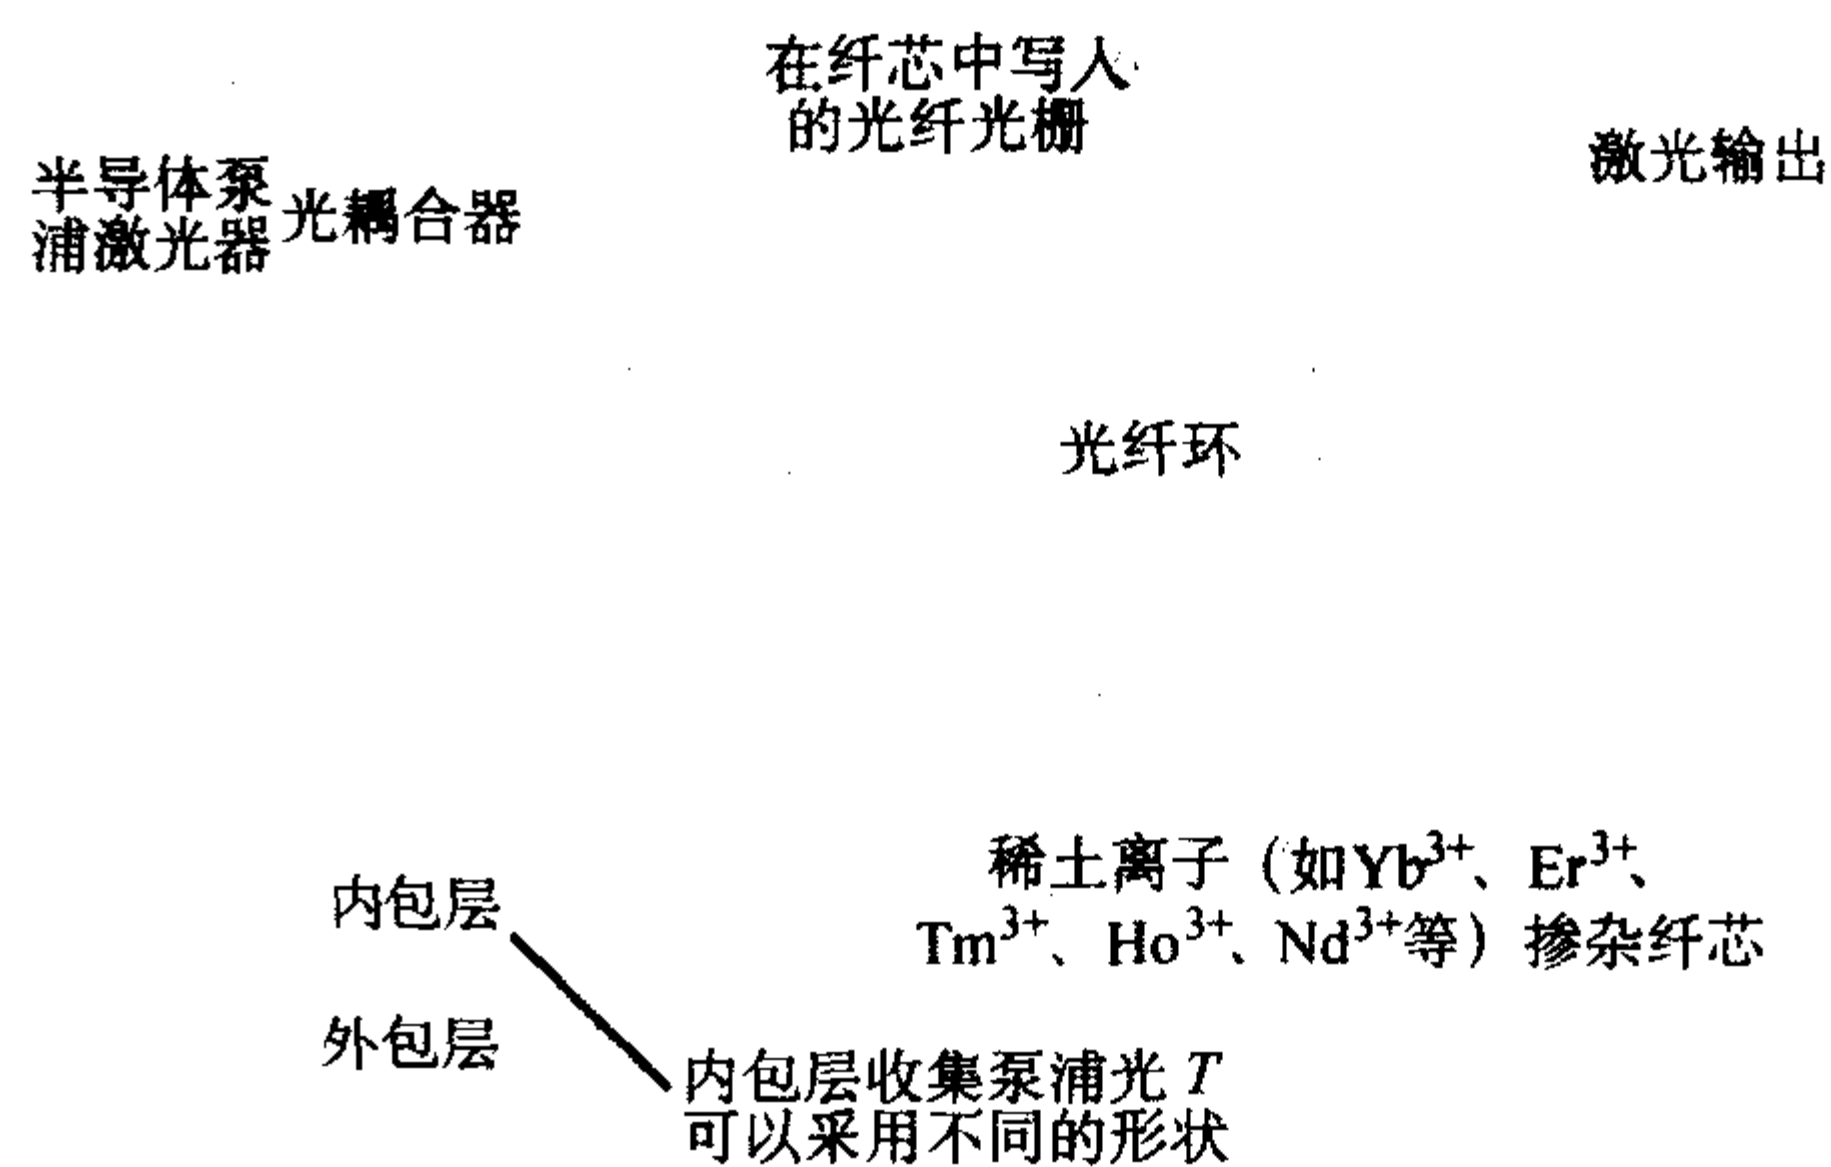 在纤芯中写入
的光纤光栅
激光输出
半导体泵
浦激光器
光耦合器
光纤环
稀土离子（如Yb³⁺、Er³⁺、
Tm³⁺、Ho³⁺、Nd³⁺等）掺杂纤芯
内包层
外包层
内包层收集泵浦光 T
可以采用不同的形状